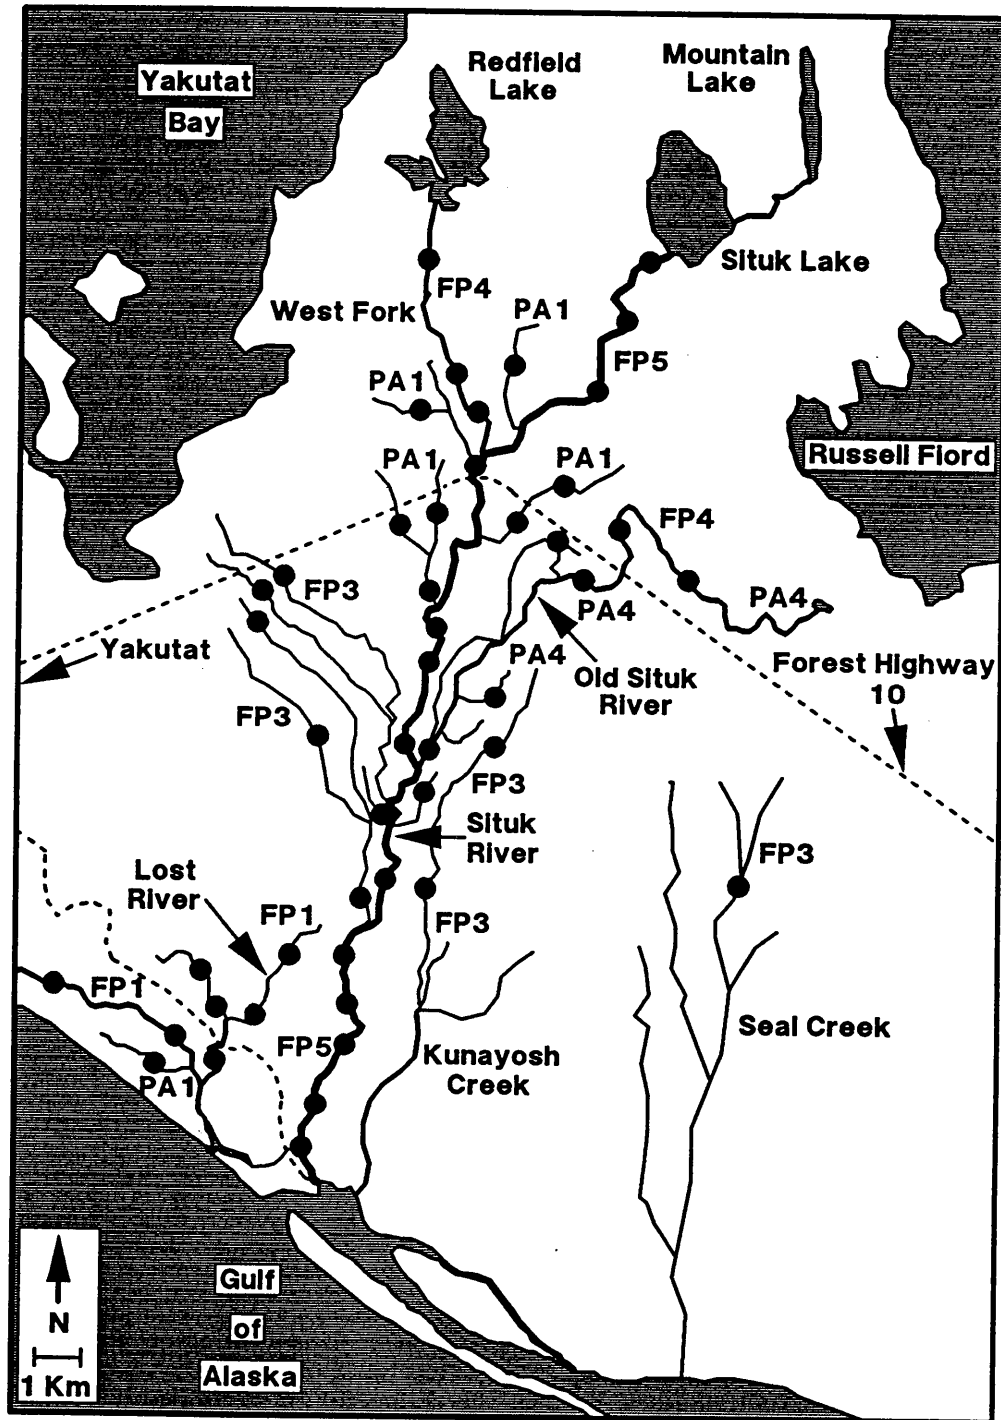 Yakutat
Bay
Redfield
Lake
Mountain
Lake
Situk Lake
FP4
West Fork
PA1
FP5
PA1
Russell Fiord
PA1
PA1
FP4
FP3
PA4
PA4
Yakutat
PA4
Old Situk
River
Forest Highway
10
FP3
FP3
Situk
River
FP3
Lost
River
FP1
FP3
FP1
Seal Creek
FP5
Kunayosh
Creek
PA1
N
1 Km
Gulf
of
Alaska